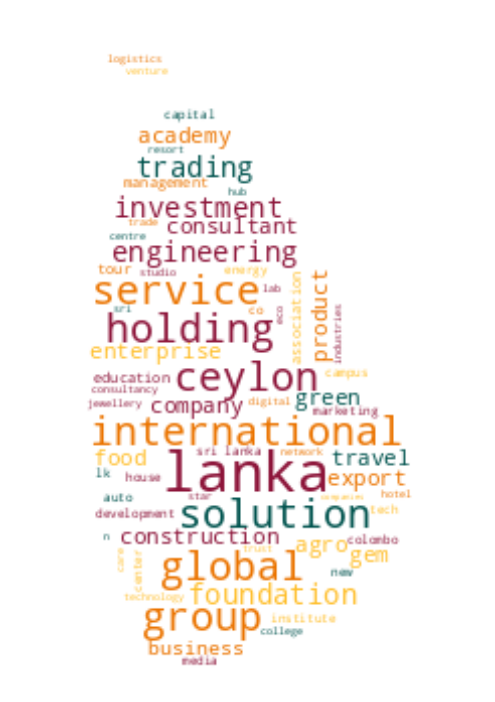 logistics
venture
capital
academy
resort
trading
management
hub
investment
trade consultant
centre
engineering
tour studio energy
service lab
association
product
sri co eco
industries
holding
enterprise
education ceylon campus
consultancy
jewellery company digital green
marketing
international
food sri lanka network travel
lk house lanka export
auto star companies hotel
development solution tech
n construction colombo
care center trust agro gem
global new
technology foundation
group institute
college
business
media